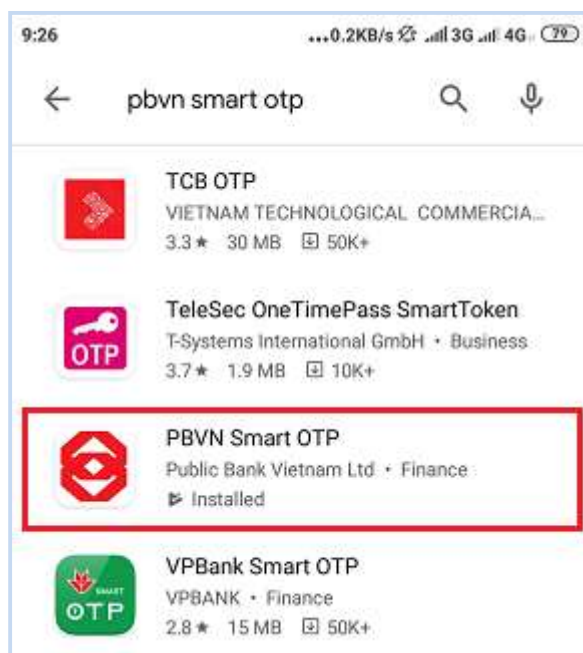 9:26 ...0.2KB/s 3G 4G 79
pbvn smart otp
TCB OTP
VIETNAM TECHNOLOGICAL COMMERCIA...
3.3★ 30 MB 50K+
OTP
TeleSec OneTimePass SmartToken
T-Systems International GmbH • Business
3.7★ 1.9 MB 10K+
PBVN Smart OTP
Public Bank Vietnam Ltd • Finance
Installed
SMART
OTP
VPBank Smart OTP
VPBANK • Finance
2.8★ 15 MB 50K+